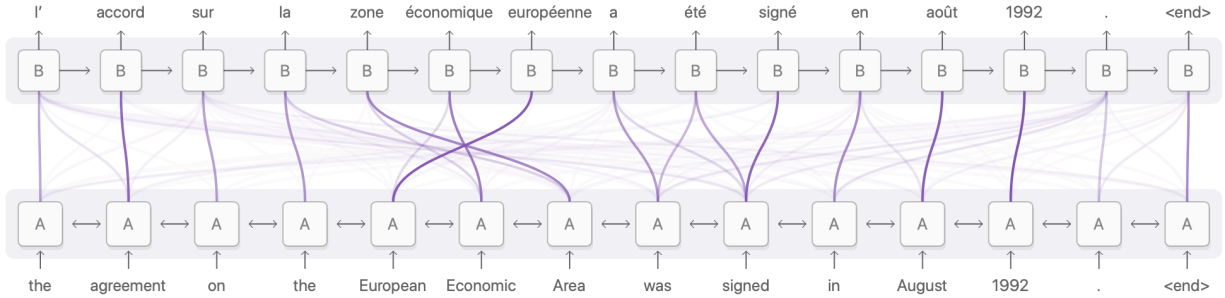 l’ accord sur la zone économique européenne a été signé en août 1992 . <end>
B B B B B B B B B B B B B B B
A A A A A A A A A A A A A A
the agreement on the European Economic Area was signed in August 1992 . <end>